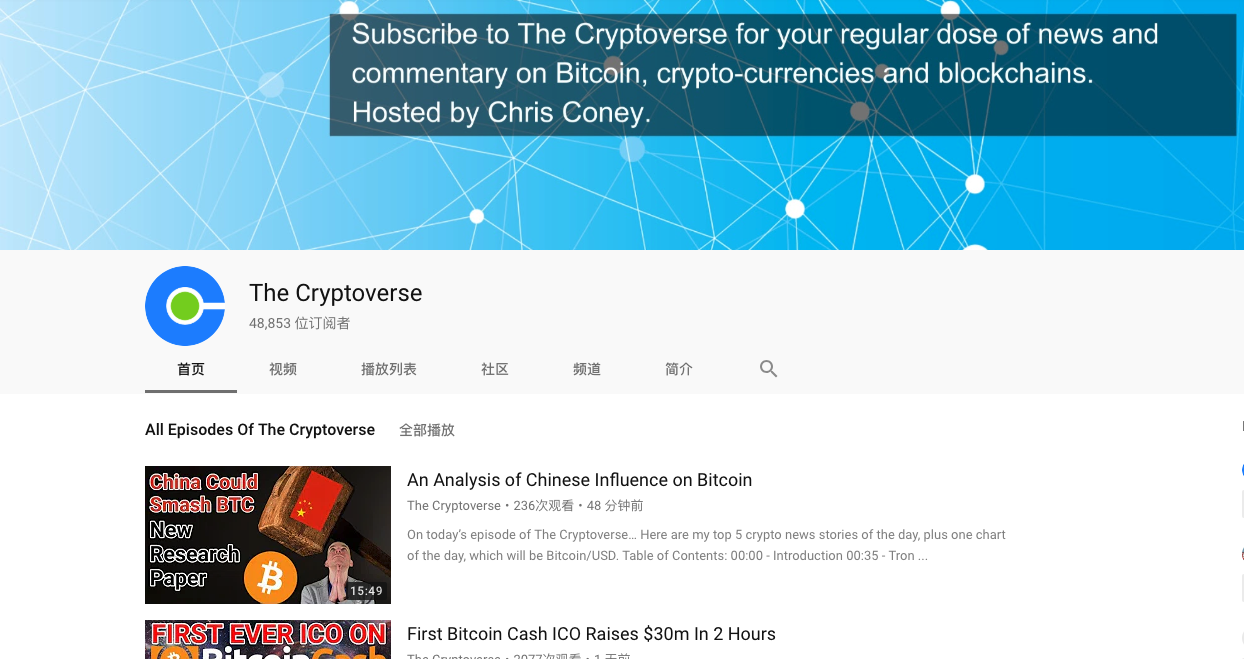 Subscribe to The Cryptoverse for your regular dose of news and
commentary on Bitcoin, crypto-currencies and blockchains.
Hosted by Chris Coney.
The Cryptoverse
48,853 位订阅者
首页 视频 播放列表 社区 频道 简介
All Episodes Of The Cryptoverse 全部播放
China Could
Smash BTC
New
Research
Paper
15:49
An Analysis of Chinese Influence on Bitcoin
The Cryptoverse • 236次观看 • 48 分钟前
On today's episode of The Cryptoverse... Here are my top 5 crypto news stories of the day, plus one chart
of the day, which will be Bitcoin/USD. Table of Contents: 00:00 - Introduction 00:35 - Tron ...
FIRST EVER ICO ON
BitcoinCash
First Bitcoin Cash ICO Raises $30m In 2 Hours
The Cryptoverse • 2077次观看 • 1 天前